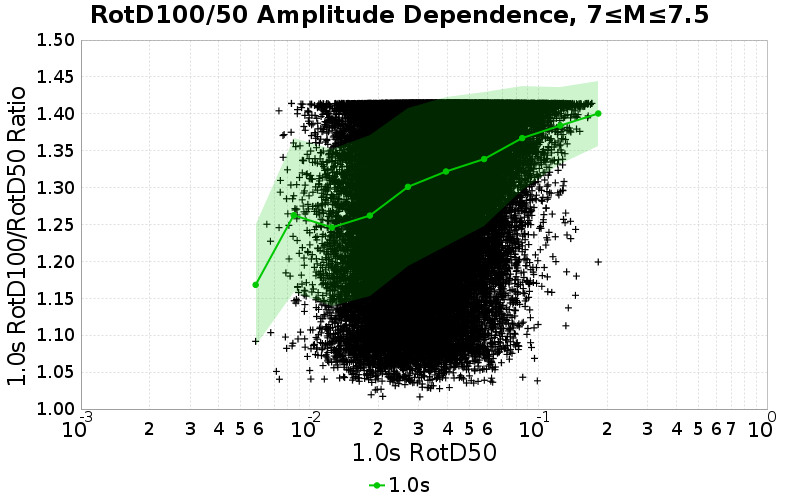 RotD100/50 Amplitude Dependence, 7≤M≤7.5
1.0s RotD100/RotD50 Ratio
1.50
1.45
1.40
1.35
1.30
1.25
1.20
1.15
1.10
1.05
1.00
10-3 2 3 4 5 6 10-2 2 3 4 5 6 10-1 2 3 4 5 6 7 100
1.0s RotD50
1.0s